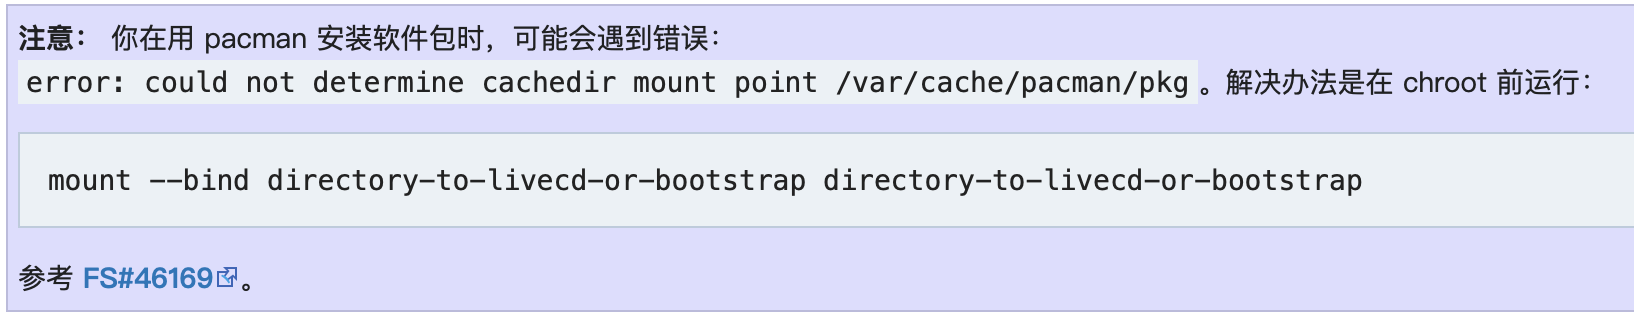 注意： 你在用 pacman 安装软件包时，可能会遇到错误：
error: could not determine cachedir mount point /var/cache/pacman/pkg。解决办法是在 chroot 前运行：
mount --bind directory-to-livecd-or-bootstrap directory-to-livecd-or-bootstrap
参考 FS#46169。